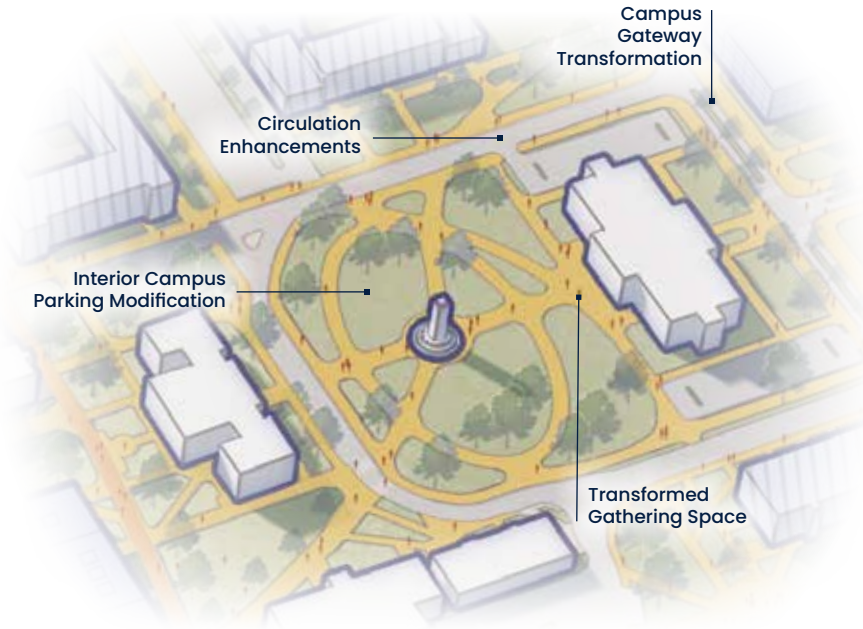 Campus
Gateway
Transformation
Circulation
Enhancements
Interior Campus
Parking Modification
Transformed
Gathering Space